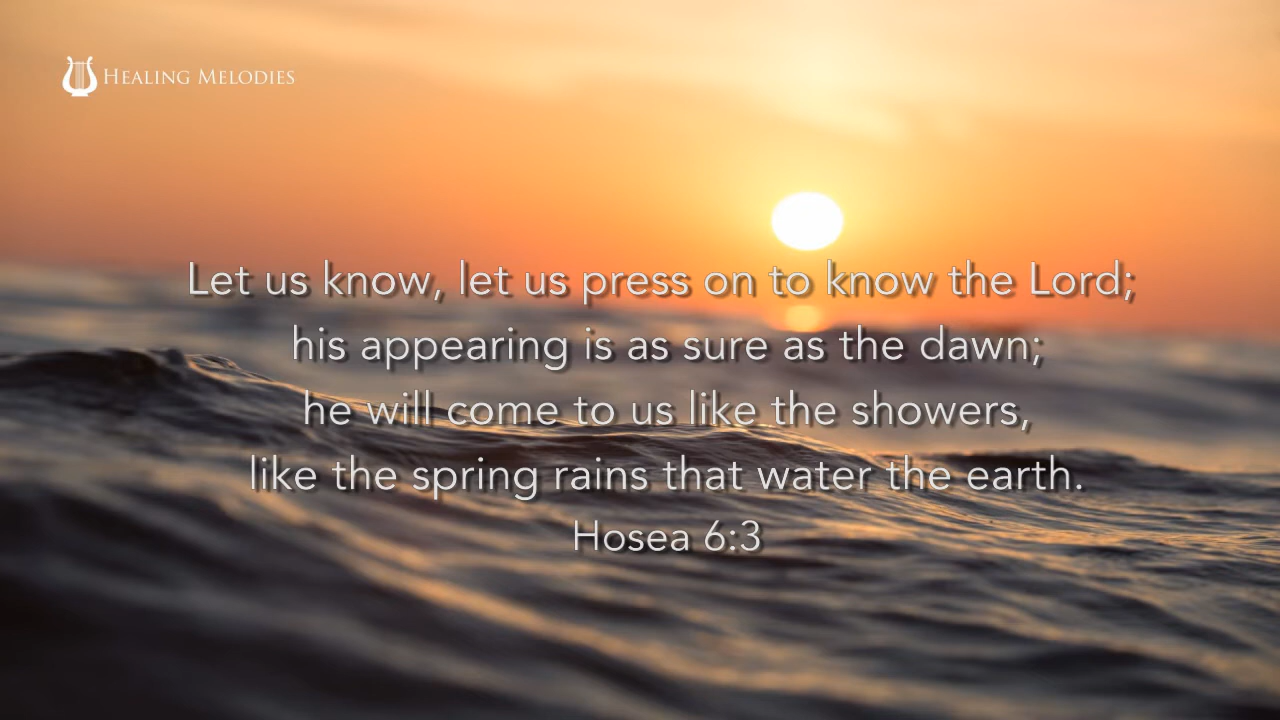 Healing Melodies
Let us know, let us press on to know the Lord;
his appearing is as sure as the dawn;
he will come to us like the showers,
like the spring rains that water the earth.
Hosea 6:3